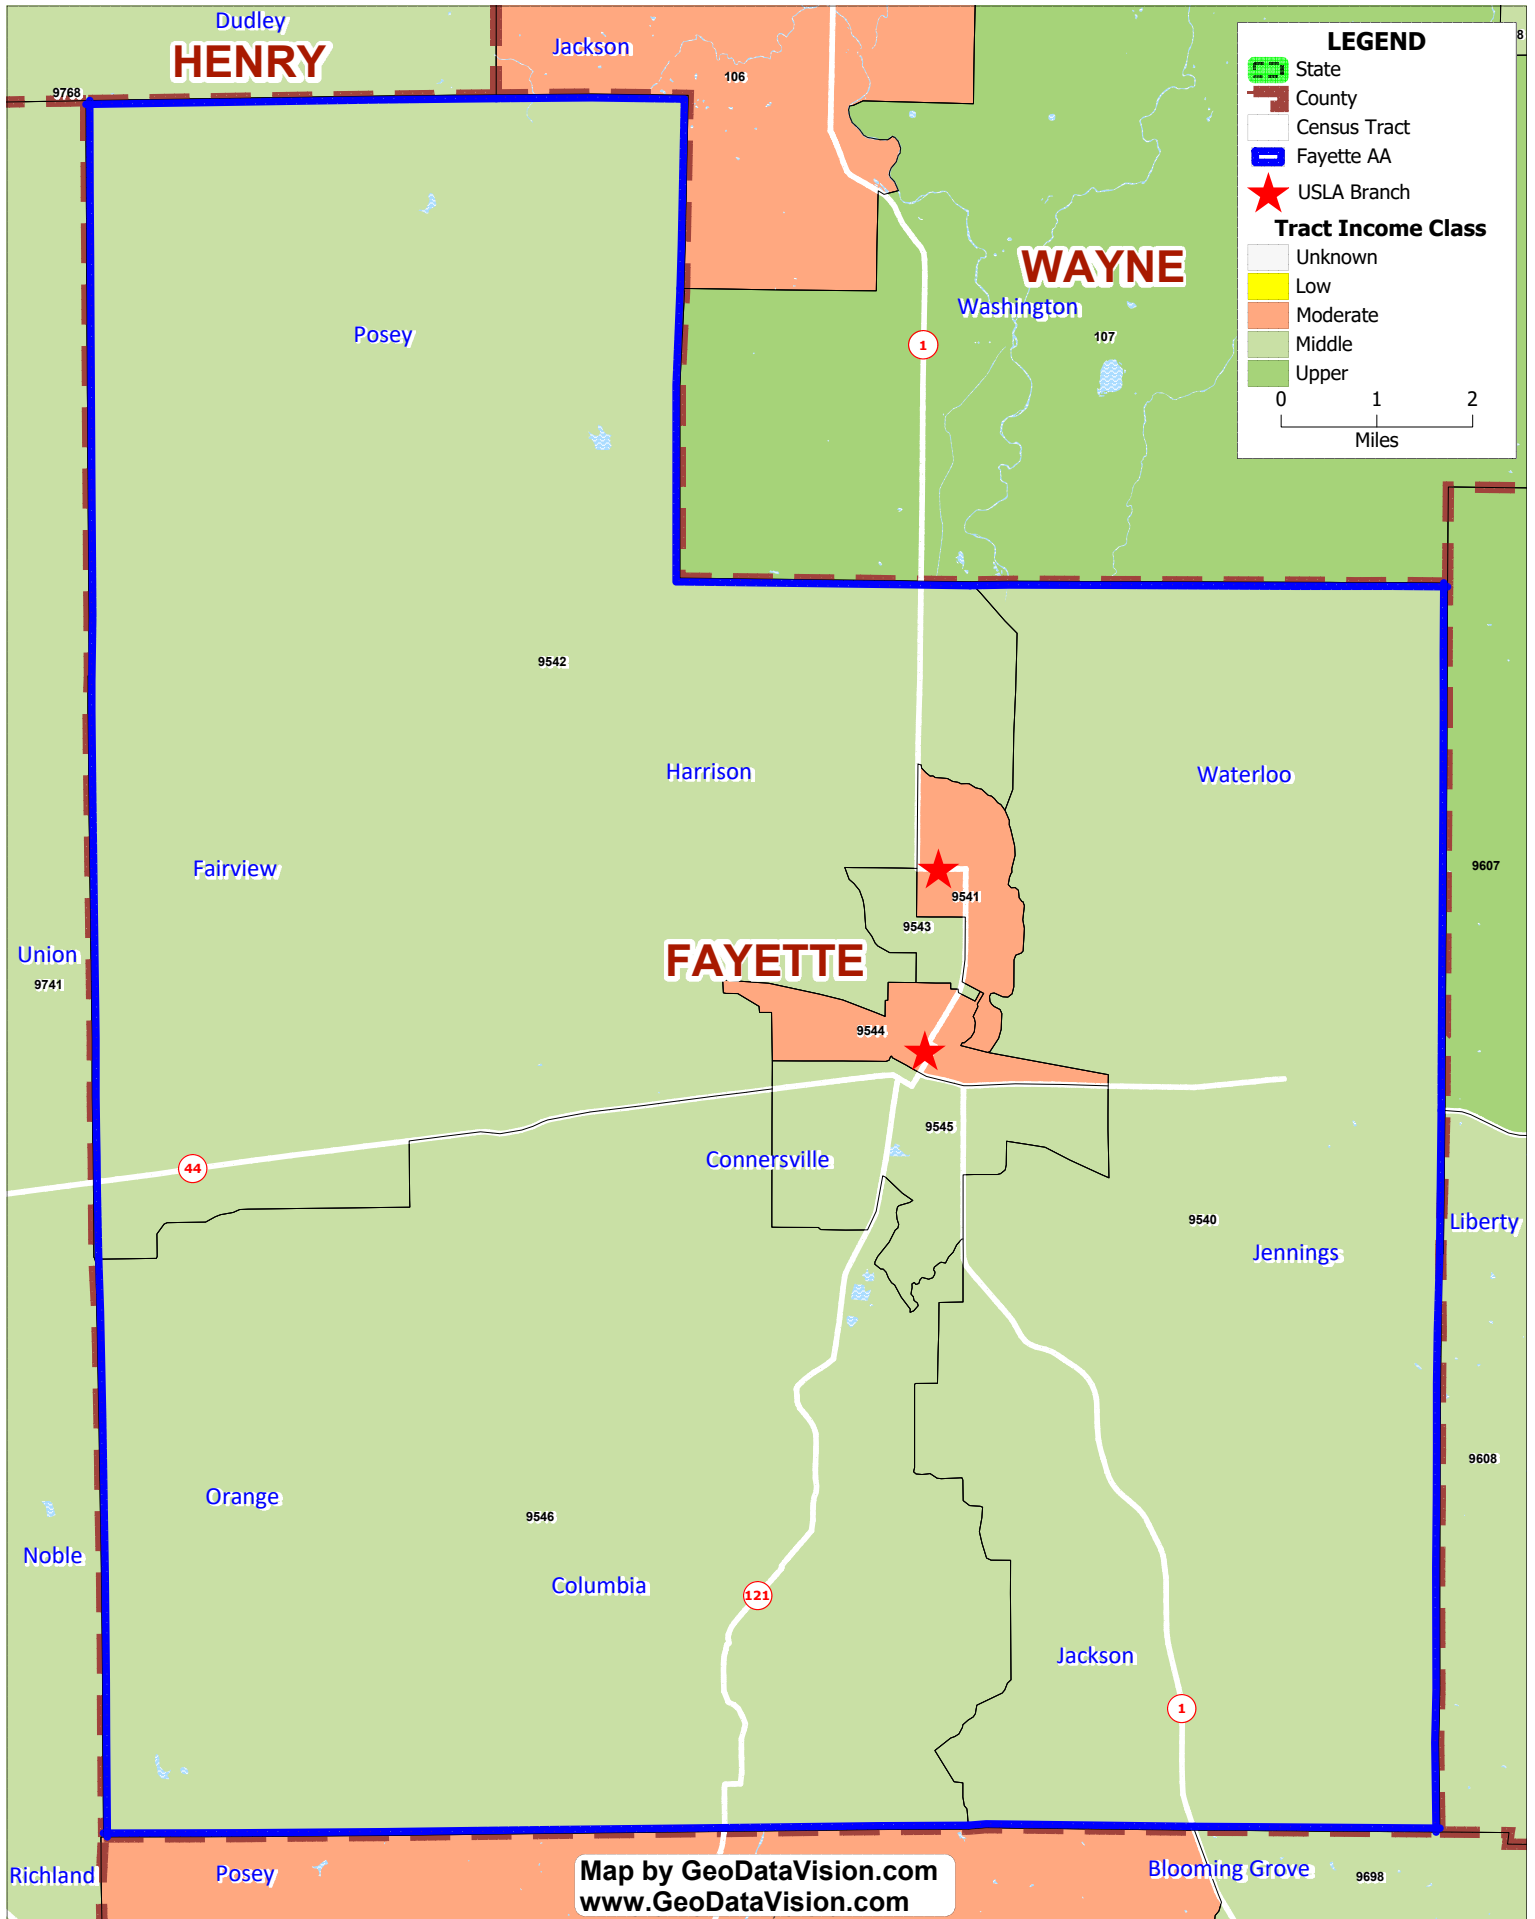 Dudley
HENRY
Jackson
106
9768
LEGEND
State
County
Census Tract
Fayette AA
USLA Branch
Tract Income Class
Unknown
Low
Moderate
Middle
Upper
0 1 2
Miles
8
WAYNE
Washington
107
1
Posey
9542
Harrison
Waterloo
Fairview
9607
9541
9543
Union
9741
FAYETTE
9544
9545
Connersville
44
9540
Liberty
Jennings
9608
Orange
9546
Noble
Columbia
121
Jackson
1
Richland
Posey
Map by GeoDataVision.com
www.GeoDataVision.com
Blooming Grove
9698